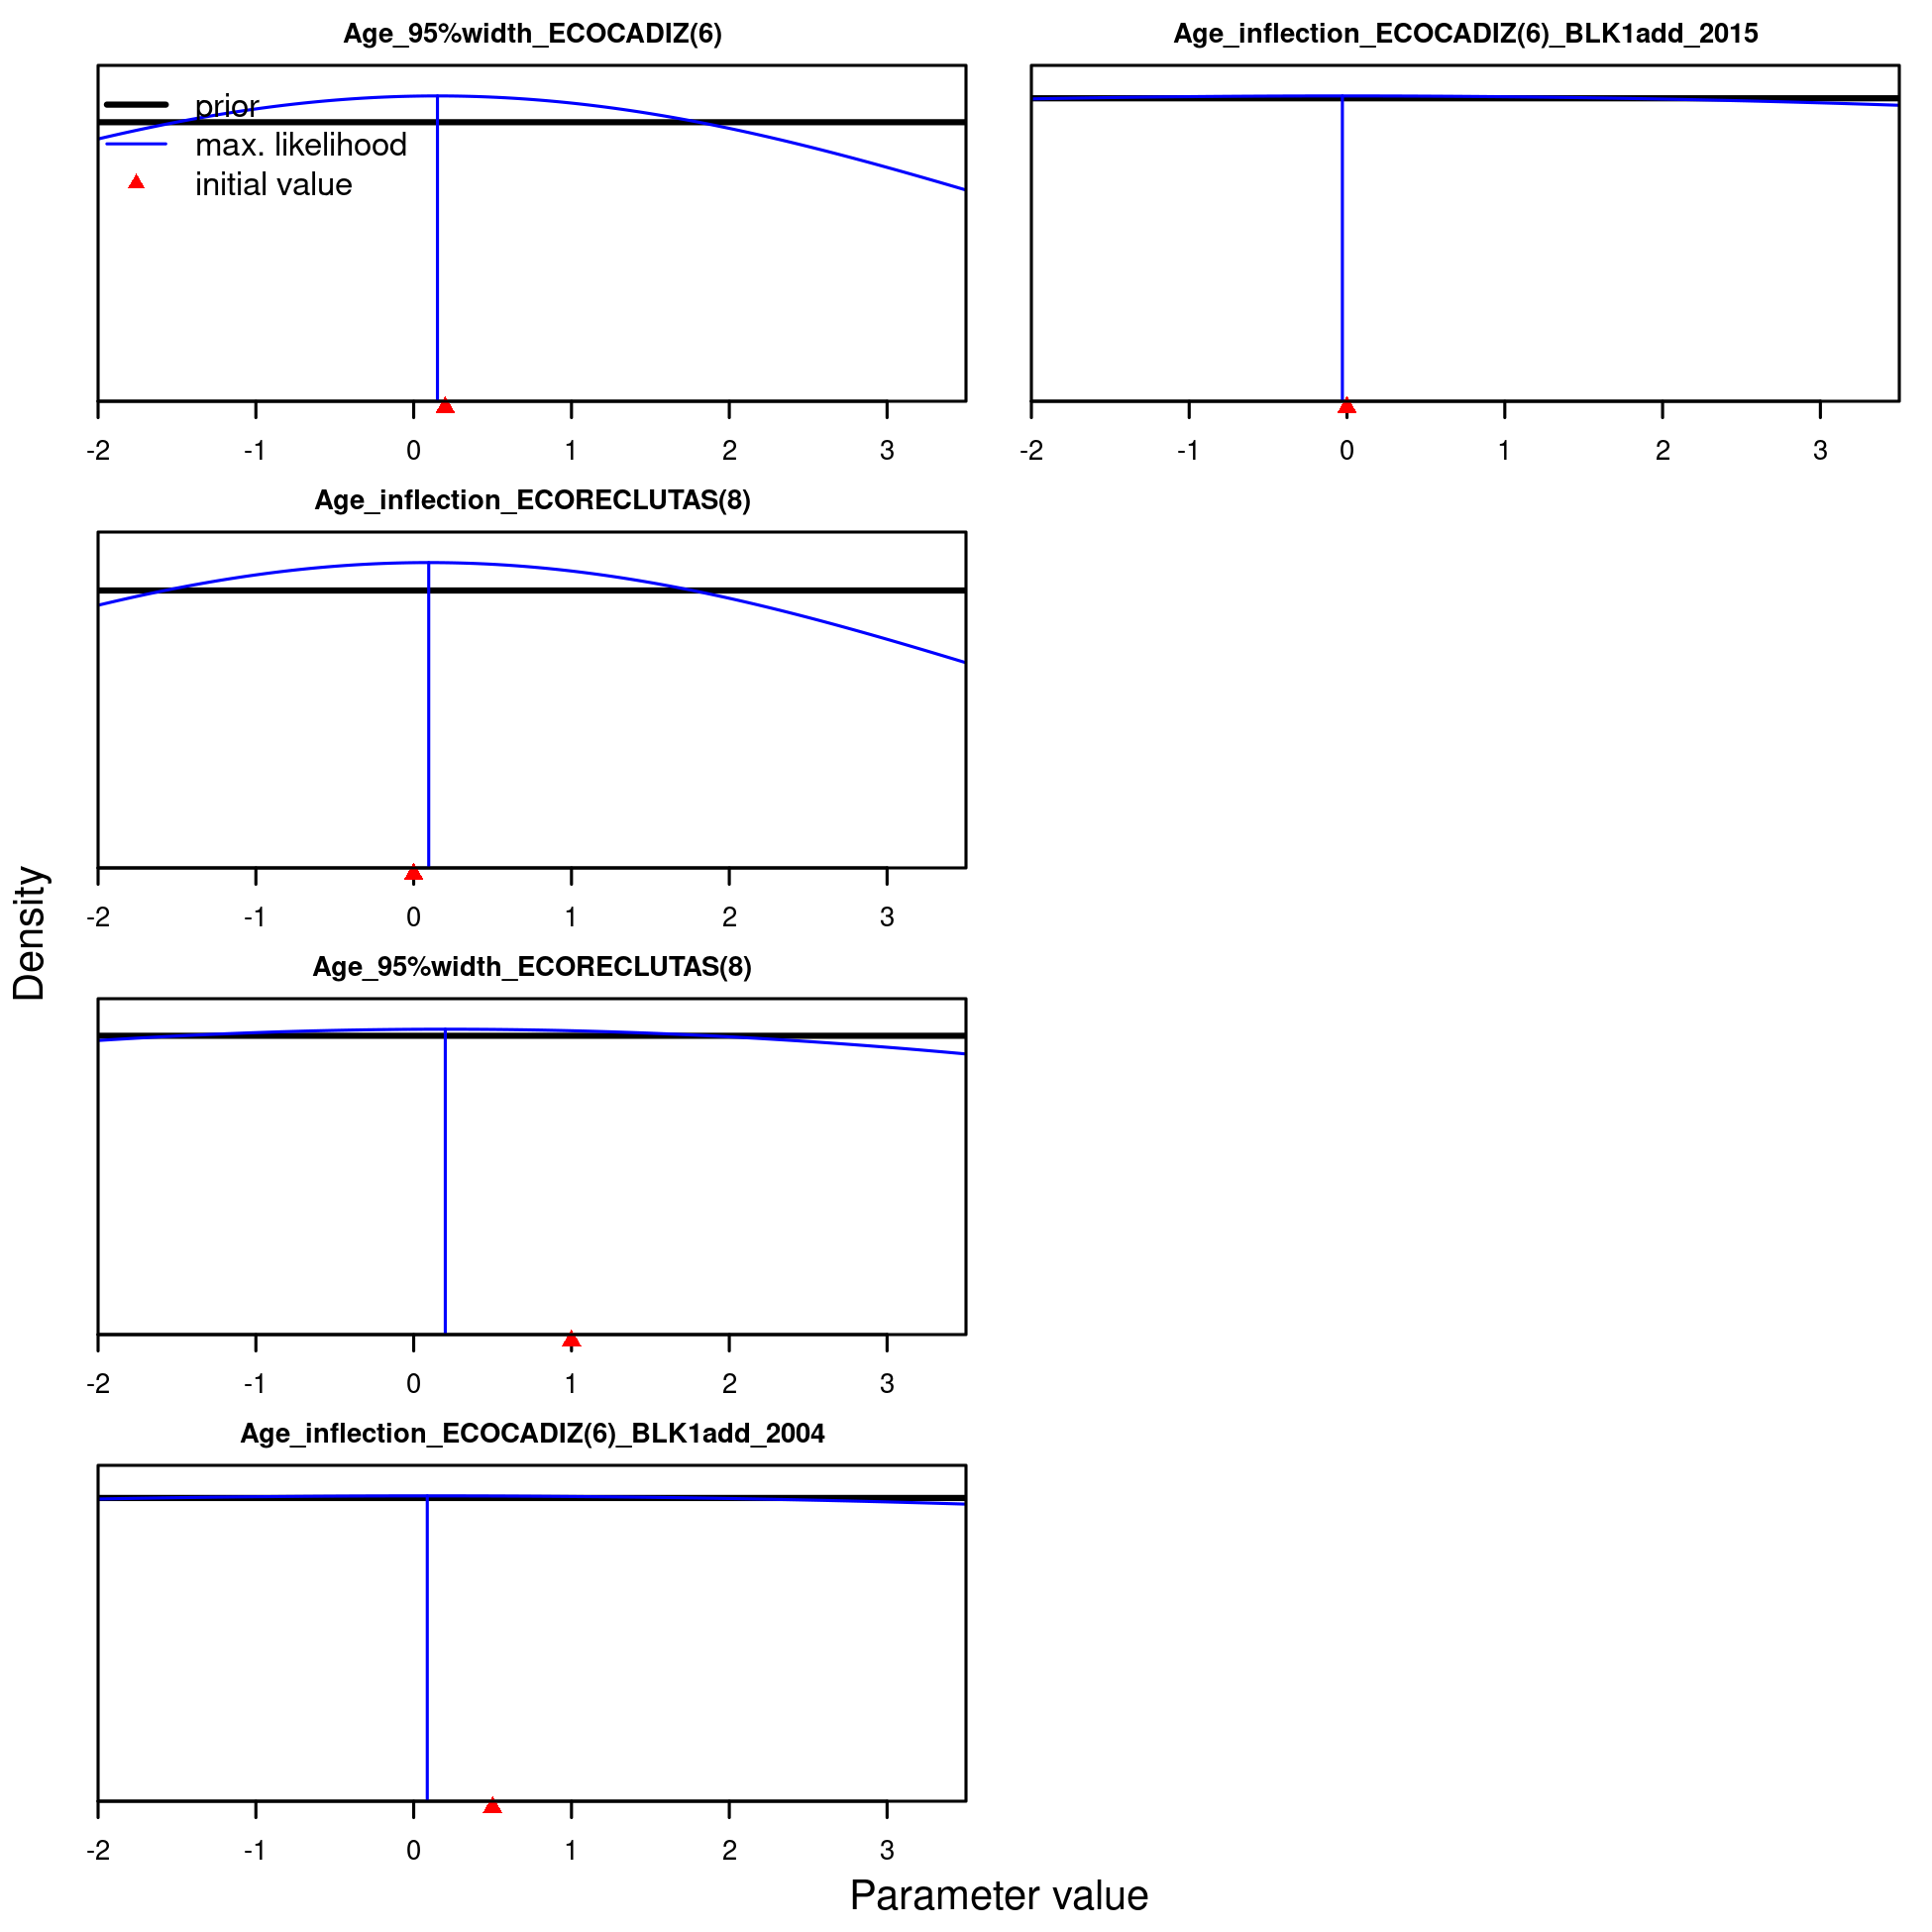 Age_95%width_ECOCADIZ(6)
prior
max. likelihood
initial value
-2 -1 0 1 2 3
Age_inflection_ECOCADIZ(6)_BLK1add_2015
-2 -1 0 1 2 3
Age_inflection_ECORECLUTAS(8)
-2 -1 0 1 2 3
Age_95%width_ECORECLUTAS(8)
-2 -1 0 1 2 3
Age_inflection_ECOCADIZ(6)_BLK1add_2004
-2 -1 0 1 2 3
Density
Parameter value